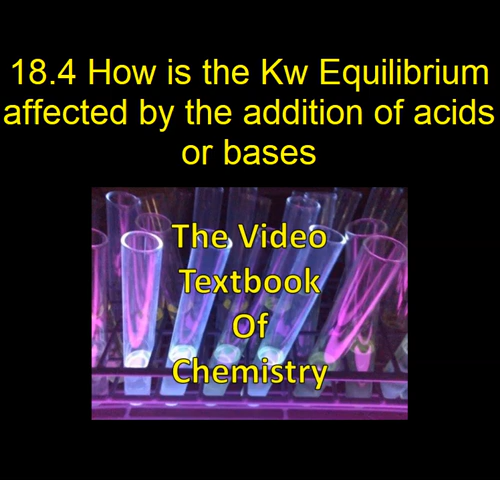 18.4 How is the Kw Equilibrium
affected by the addition of acids
or bases
The Video
Textbook
Of
Chemistry